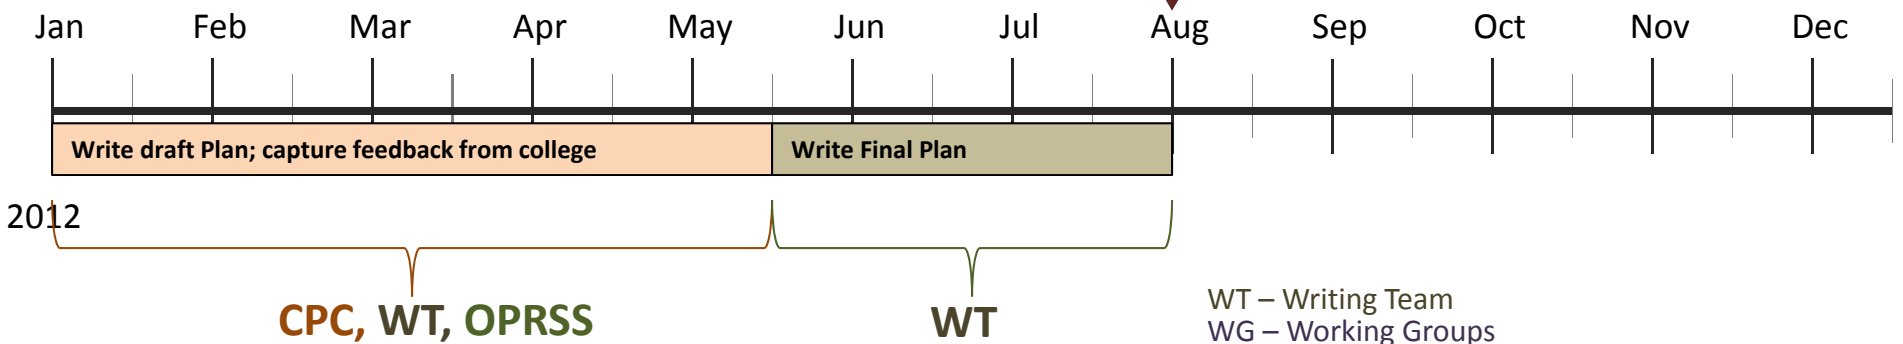 Jan Feb Mar Apr May Jun Jul Aug Sep Oct Nov Dec
Write draft Plan; capture feedback from college Write Final Plan
2012
CPC, WT, OPRSS WT
WT – Writing Team
WG – Working Groups